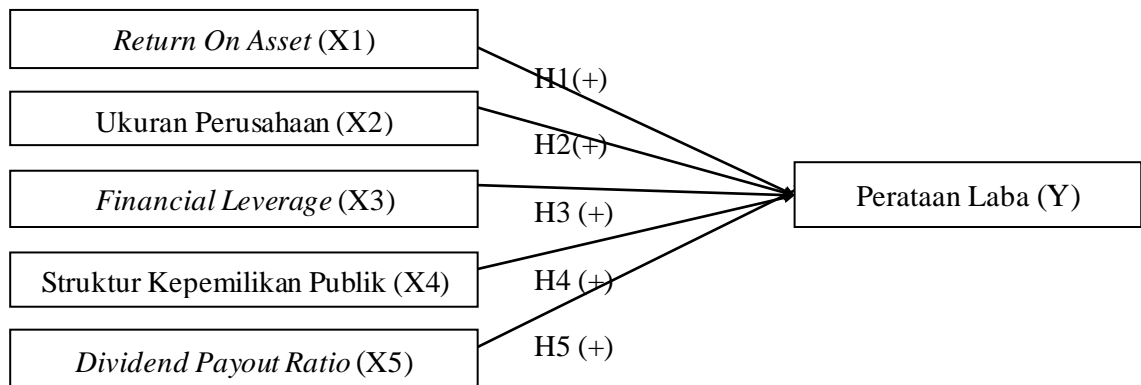 Return On Asset (X1)
H1(+)
Ukuran Perusahaan (X2)
H2(+)
Financial Leverage (X3)
Perataan Laba (Y)
H3 (+)
Struktur Kepemilikan Publik (X4)
H4 (+)
Dividend Payout Ratio (X5)
H5 (+)